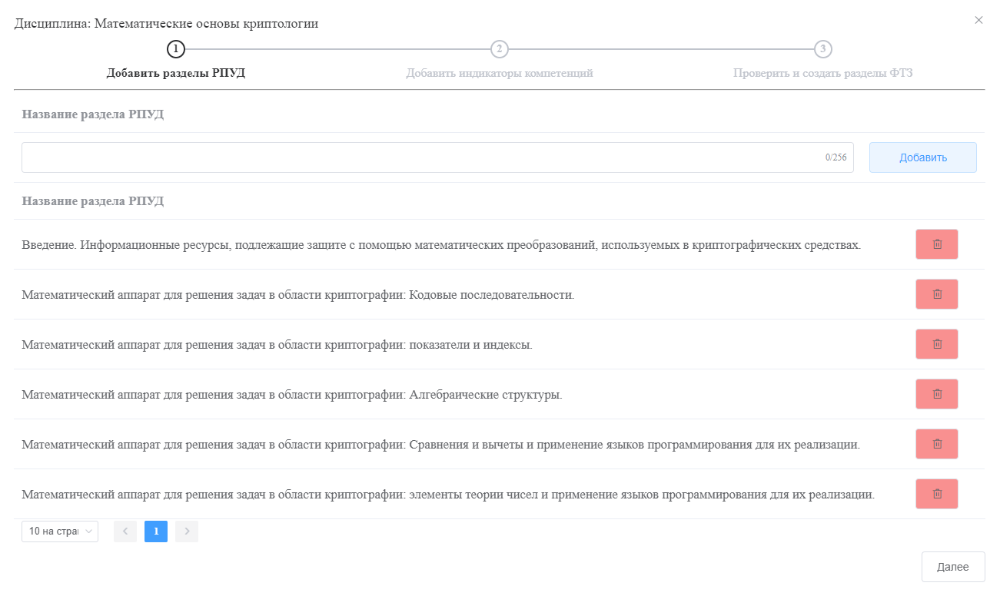 Дисциплина: Математические основы криптологии
1
2
3
Добавить разделы РПУД
Добавить индикаторы компетенций
Проверить и создать разделы ФТЗ
Название раздела РПУД
0/256
Добавить
Название раздела РПУД
Введение. Информационные ресурсы, подлежащие защите с помощью математических преобразований, используемых в криптографических средствах.
Математический аппарат для решения задач в области криптографии: Кодовые последовательности.
Математический аппарат для решения задач в области криптографии: показатели и индексы.
Математический аппарат для решения задач в области криптографии: Алгебраические структуры.
Математический аппарат для решения задач в области криптографии: Сравнения и вычеты и применение языков программирования для их реализации.
Математический аппарат для решения задач в области криптографии: элементы теории чисел и применение языков программирования для их реализации.
10 на стра
1
Далее